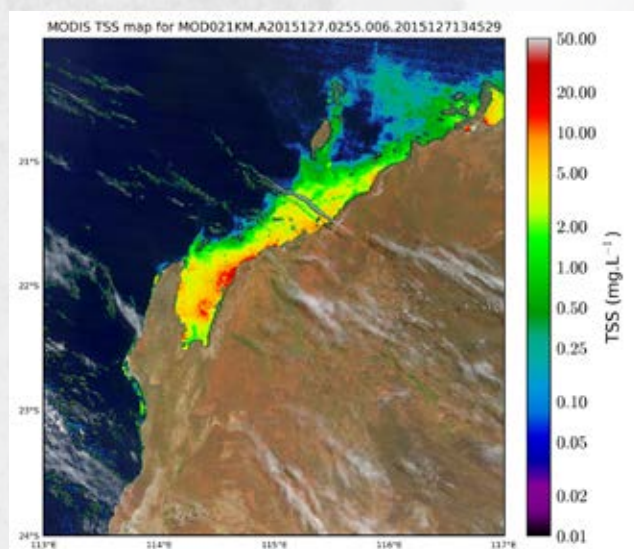 MODIS TSS map for MOD021KM.A2015127.0255.006.2015127134529
50.00
20.00
10.00
5.00
2.00
1.00
0.50
0.25
0.10
0.05
0.02
0.01
TSS (mg.L⁻¹)
21°S
22°S
23°S
24°S
113°E
114°E
115°E
116°E
117°E